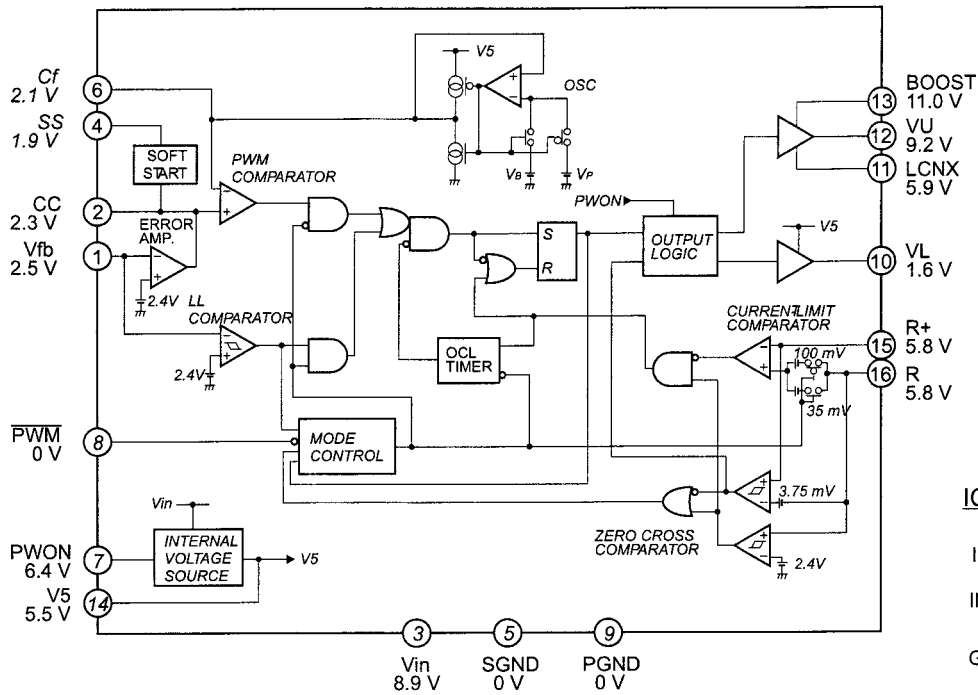 Cf
6
2.1 V
SS
4
1.9 V
SOFT
START
CC
2
2.3 V
Vfb
1
2.5 V
ERROR
AMP.
2.4V
PWM
COMPARATOR
LL
COMPARATOR
2.4V
V5
OSC
VB
VP
S
R
OCL
TIMER
PWM
8
0 V
MODE
CONTROL
Vin
INTERNAL
VOLTAGE
SOURCE
V5
PWON
7
6.4 V
V5
14
5.5 V
PWON
OUTPUT
LOGIC
V5
BOOST
13
11.0 V
12
VU
9.2 V
11
LCNX
5.9 V
VL
10
1.6 V
CURRENT-LIMIT
COMPARATOR
100 mV
35 mV
R+
15
5.8 V
16
R
5.8 V
3.75 mV
ZERO CROSS
COMPARATOR
2.4V
3
Vin
8.9 V
5
SGND
0 V
9
PGND
0 V